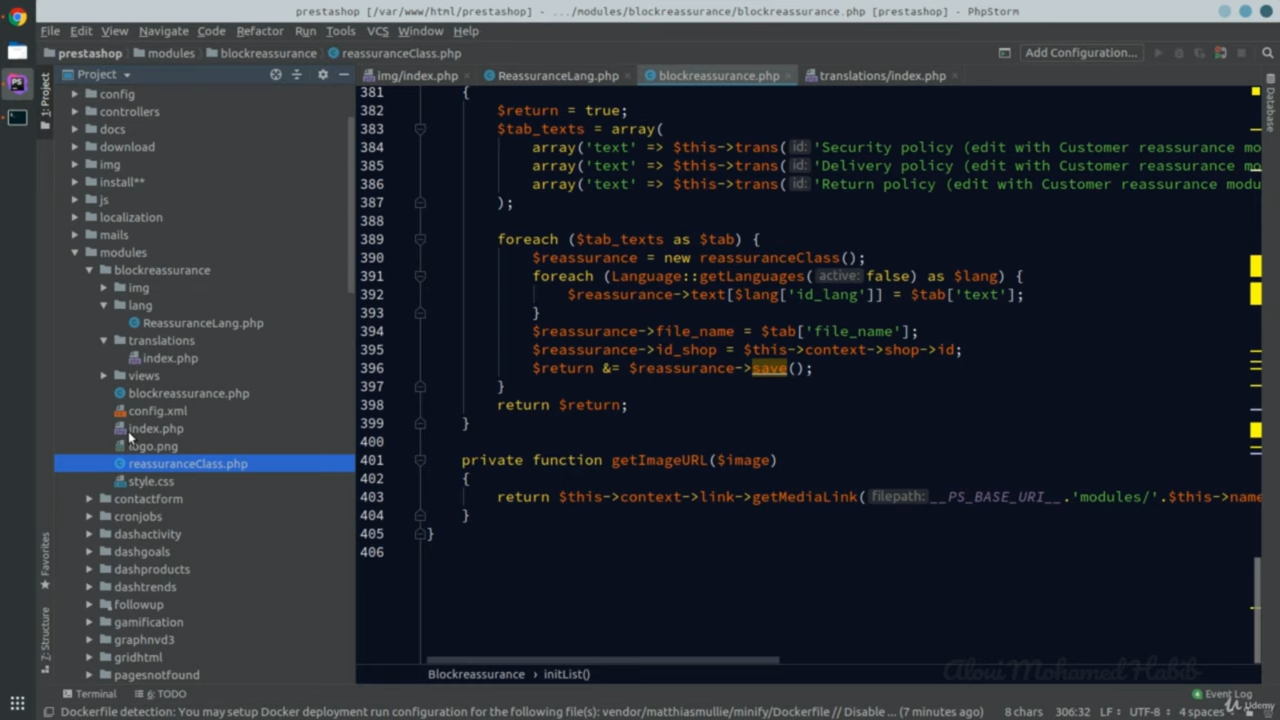 prestashop [/var/www/html/prestashop] - .../modules/blockreassurance/blockreassurance.php [prestashop] - PhpStorm
File Edit View Navigate Code Refactor Run Tools VCS Window Help
prestashop modules blockreassurance reassuranceClass.php Add Configuration...
Project img/index.php ReassuranceLang.php blockreassurance.php translations/index.php
1: Project
Database
config
controllers
docs
download
img
install**
js
localization
mails
modules
blockreassurance
img
lang
ReassuranceLang.php
translations
index.php
views
blockreassurance.php
config.xml
index.php
logo.png
reassuranceClass.php
style.css
contactform
cronjobs
dashactivity
dashgoals
dashproducts
dashtrends
followup
gamification
graphnvd3
gridhtml
pagesnotfound
Favorites
7: Structure
381 {
382 $return = true;
383 $tab_texts = array(
384 array('text' => $this->trans( id: 'Security policy (edit with Customer reassurance mo
385 array('text' => $this->trans( id: 'Delivery policy (edit with Customer reassurance mo
386 array('text' => $this->trans( id: 'Return policy (edit with Customer reassurance modu
387 );
388
389 foreach ($tab_texts as $tab) {
390 $reassurance = new reassuranceClass();
391 foreach (Language::getLanguages( active: false) as $lang) {
392 $reassurance->text[$lang['id_lang']] = $tab['text'];
393 }
394 $reassurance->file_name = $tab['file_name'];
395 $reassurance->id_shop = $this->context->shop->id;
396 $return &= $reassurance->save();
397 }
398 return $return;
399 }
400
401 private function getImageURL($image)
402 {
403 return $this->context->link->getMediaLink( filepath: __PS_BASE_URI__.'modules/'.$this->name
404 }
405 }
406
Aloui Mohamed Habib
Blockreassurance initList()
Terminal 6: TODO Event Log
Udemy
Dockerfile detection: You may setup Docker deployment run configuration for the following file(s): vendor/matthiasmullie/minify/Dockerfile // Disable ... (7 minutes ago) 8 chars 306:32 LF UTF-8 4 spaces